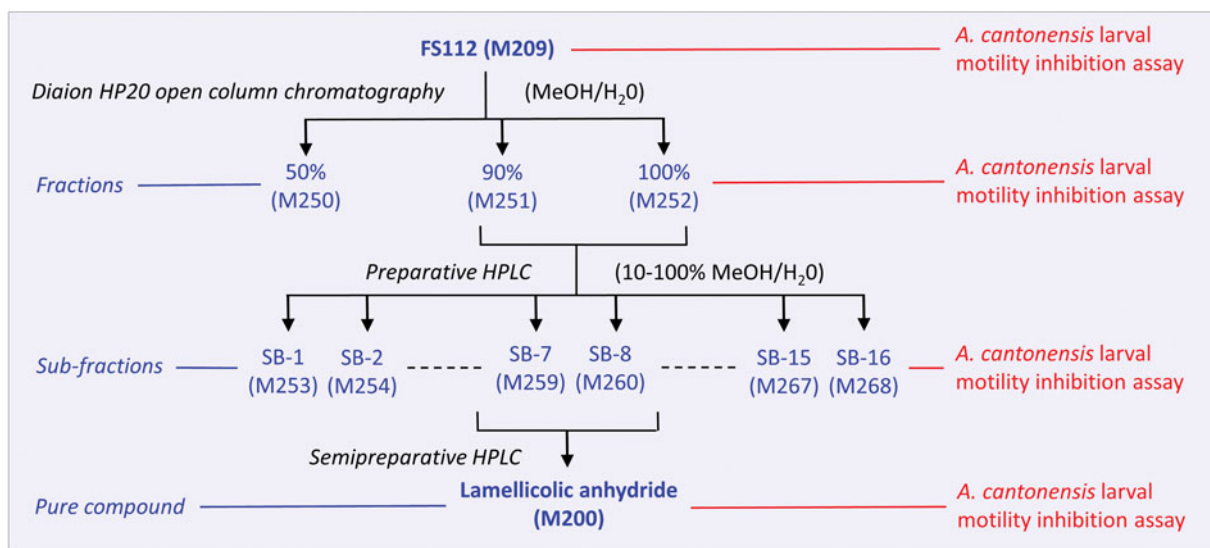 FS112 (M209)
A. cantonensis larval
motility inhibition assay
Diaion HP20 open column chromatography
(MeOH/H20)
Fractions
50%
(M250)
90%
(M251)
100%
(M252)
A. cantonensis larval
motility inhibition assay
Preparative HPLC
(10-100% MeOH/H20)
Sub-fractions
SB-1
(M253)
SB-2
(M254)
SB-7
(M259)
SB-8
(M260)
SB-15
(M267)
SB-16
(M268)
A. cantonensis larval
motility inhibition assay
Semipreparative HPLC
Pure compound
Lamellicolic anhydride
(M200)
A. cantonensis larval
motility inhibition assay